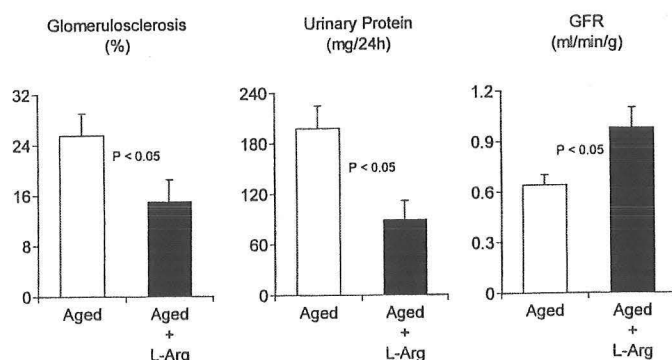 Glomerulosclerosis
(%)
32
24
16
8
0
P < 0.05
Aged
Aged
+
L-Arg
Urinary Protein
(mg/24h)
240
180
120
60
0
P < 0.05
Aged
Aged
+
L-Arg
GFR
(ml/min/g)
1.2
0.9
0.6
0.3
0
P < 0.05
Aged
Aged
+
L-Arg